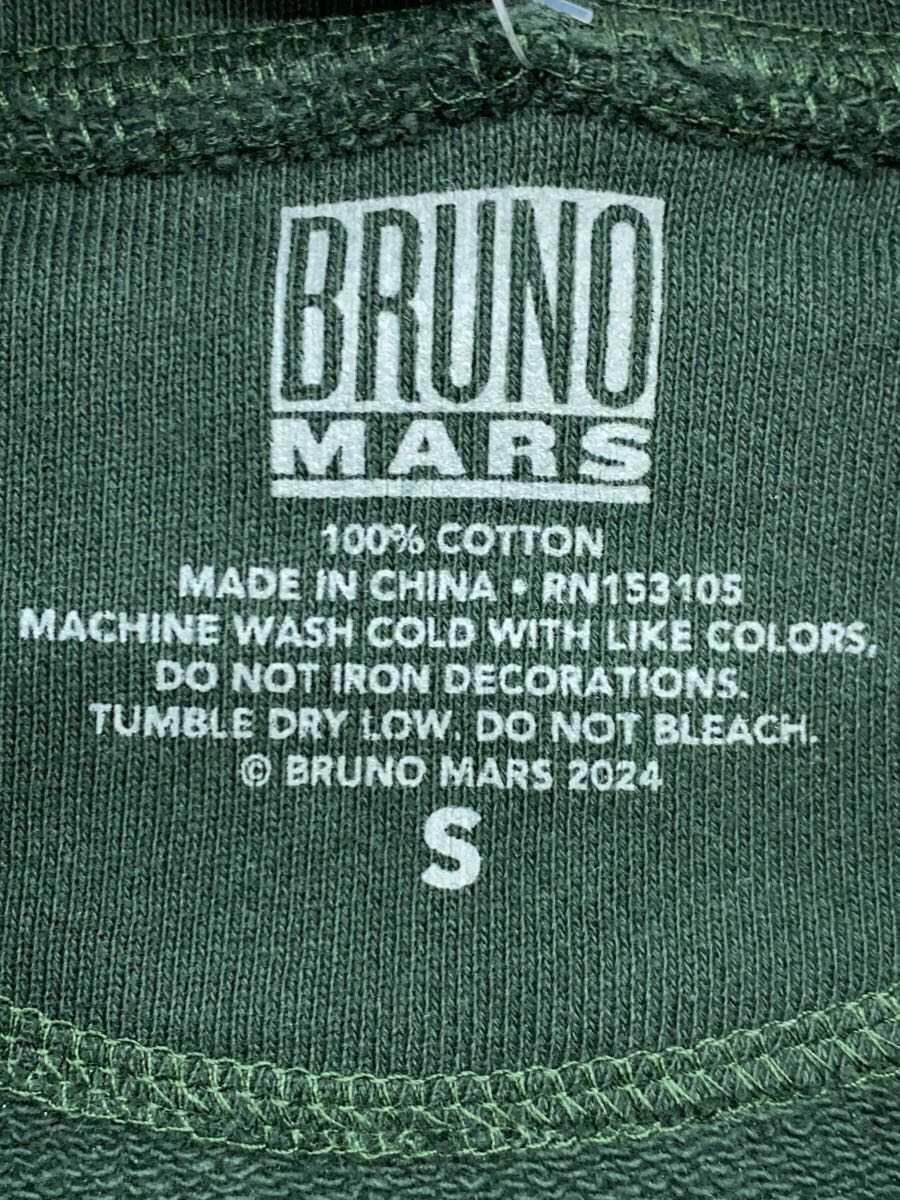 BRUNO
MARS
100% COTTON
MADE IN CHINA • RN153105
MACHINE WASH COLD WITH LIKE COLORS.
DO NOT IRON DECORATIONS.
TUMBLE DRY LOW. DO NOT BLEACH.
© BRUNO MARS 2024
S